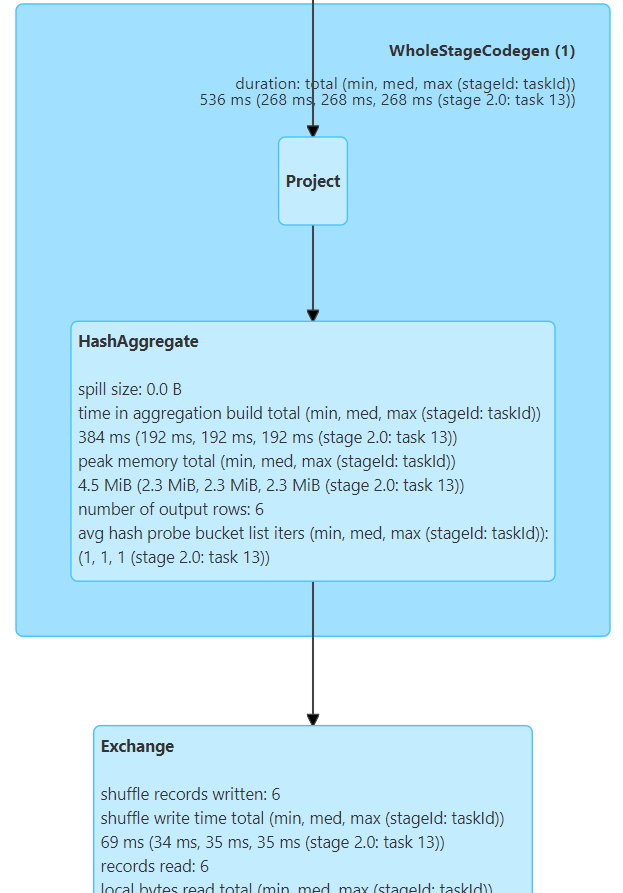 WholeStageCodegen (1)
duration: total (min, med, max (stageId: taskId))
536 ms (268 ms, 268 ms, 268 ms (stage 2.0: task 13))
Project
HashAggregate
spill size: 0.0 B
time in aggregation build total (min, med, max (stageId: taskId))
384 ms (192 ms, 192 ms, 192 ms (stage 2.0: task 13))
peak memory total (min, med, max (stageId: taskId))
4.5 MiB (2.3 MiB, 2.3 MiB, 2.3 MiB (stage 2.0: task 13))
number of output rows: 6
avg hash probe bucket list iters (min, med, max (stageId: taskId)):
(1, 1, 1 (stage 2.0: task 13))
Exchange
shuffle records written: 6
shuffle write time total (min, med, max (stageId: taskId))
69 ms (34 ms, 35 ms, 35 ms (stage 2.0: task 13))
records read: 6
local bytes read total (min, med, max (stageId: taskId))